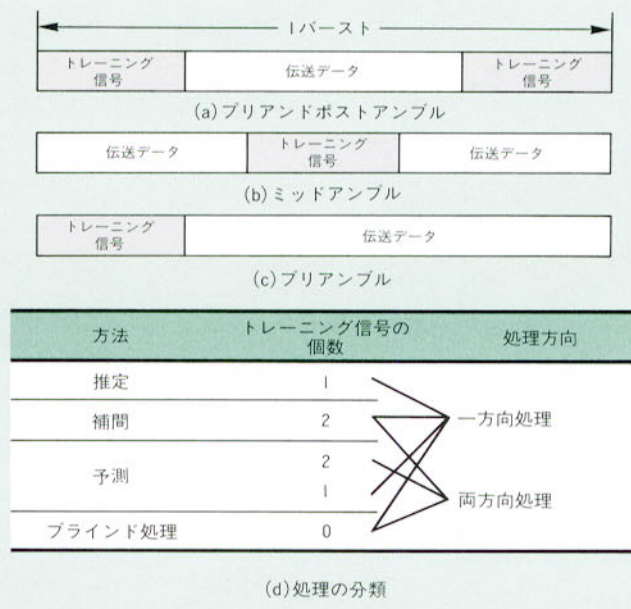 1バースト
トレーニング 信号
伝送データ
トレーニング 信号
(a)プリアンドポストアンブル
伝送データ
トレーニング 信号
伝送データ
(b)ミッドアンブル
トレーニング 信号
伝送データ
(c)プリアンブル
方法
トレーニング信号の 個数
処理方向
推定
1
補間
2
一方向処理
予測
2
1
両方向処理
ブラインド処理
0
(d)処理の分類